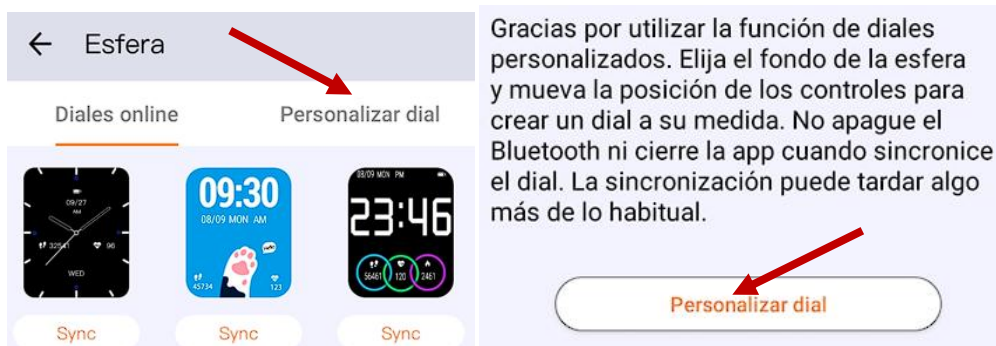 ← Esfera
Diales online
Personalizar dial
09/27
AM
32541
96
WED
09:30
08/09 MON AM
Hello
45734
123
08/09 MON PM
23:46
56461
120
2461
Sync
Sync
Sync
Gracias por utilizar la función de diales
personalizados. Elija el fondo de la esfera
y mueva la posición de los controles para
crear un dial a su medida. No apague el
Bluetooth ni cierre la app cuando sincronice
el dial. La sincronización puede tardar algo
más de lo habitual.
Personalizar dial